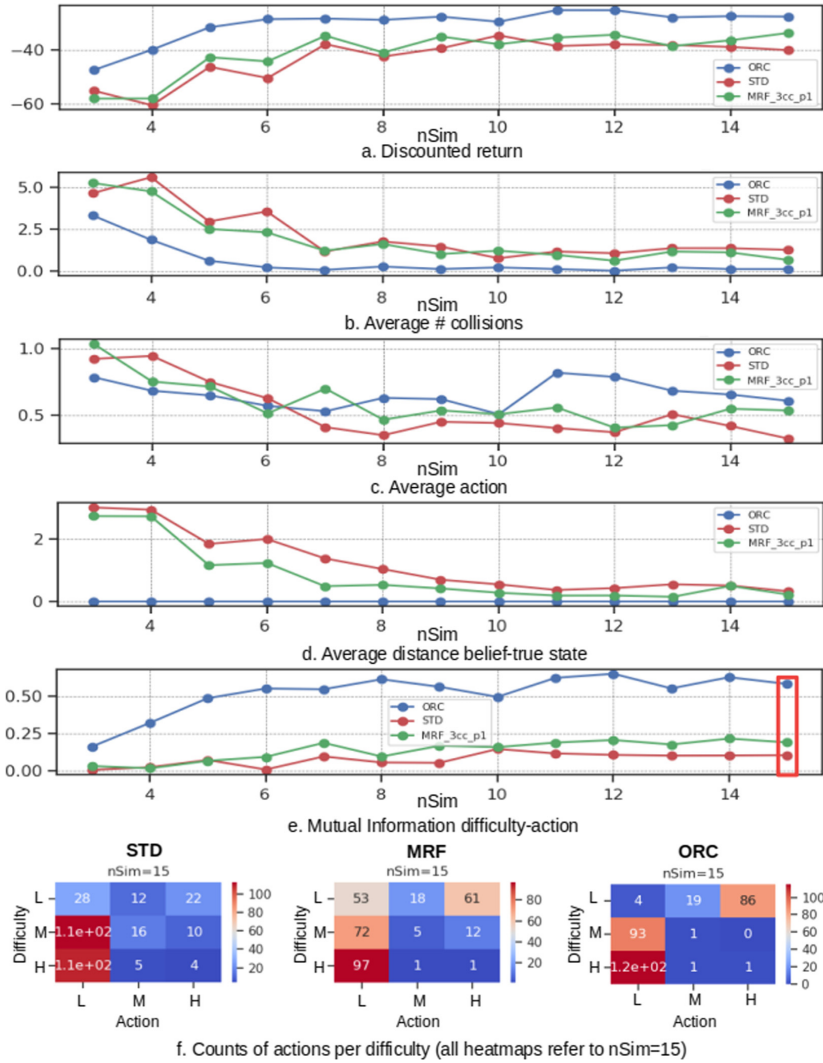 −40
−60
4 6 8 10 12 14
ORC
STD
MRF_3cc_p1
nSim
a. Discounted return
5.0
2.5
0.0
4 6 8 10 12 14
ORC
STD
MRF_3cc_p1
nSim
b. Average # collisions
1.0
0.5
4 6 8 10 12 14
ORC
STD
MRF_3cc_p1
nSim
c. Average action
2
0
4 6 8 10 12 14
ORC
STD
MRF_3cc_p1
nSim
d. Average distance belief-true state
0.50
0.25
0.00
4 6 8 10 12 14
ORC
STD
MRF_3cc_p1
nSim
e. Mutual Information difficulty-action
STD
nSim=15
Difficulty
L 28 12 22
M 1.1e+02 16 10
H 1.1e+02 5 4
L M H
Action
100
80
60
40
20
MRF
nSim=15
Difficulty
L 53 18 61
M 72 5 12
H 97 1 1
L M H
Action
80
60
40
20
ORC
nSim=15
Difficulty
L 4 19 86
M 93 1 0
H 1.2e+02 1 1
L M H
Action
100
80
60
40
20
0
f. Counts of actions per difficulty (all heatmaps refer to nSim=15)